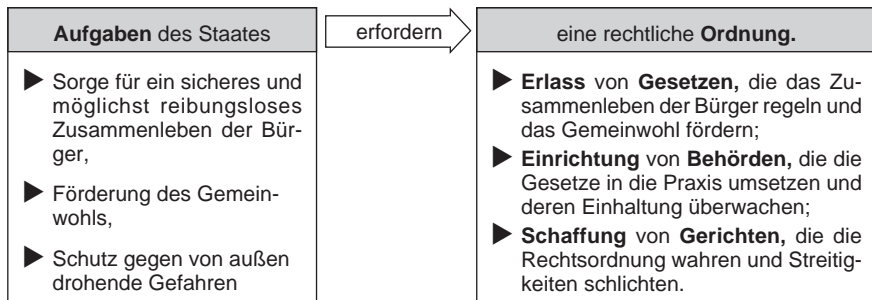 Aufgaben des Staates
erfordern
eine rechtliche Ordnung.
Sorge für ein sicheres und
möglichst reibungsloses
Zusammenleben der Bür-
ger,
Förderung des Gemein-
wohls,
Schutz gegen von außen
drohende Gefahren
Erlass von Gesetzen, die das Zu-
sammenleben der Bürger regeln und
das Gemeinwohl fördern;
Einrichtung von Behörden, die die
Gesetze in die Praxis umsetzen und
deren Einhaltung überwachen;
Schaffung von Gerichten, die die
Rechtsordnung wahren und Streitig-
keiten schlichten.